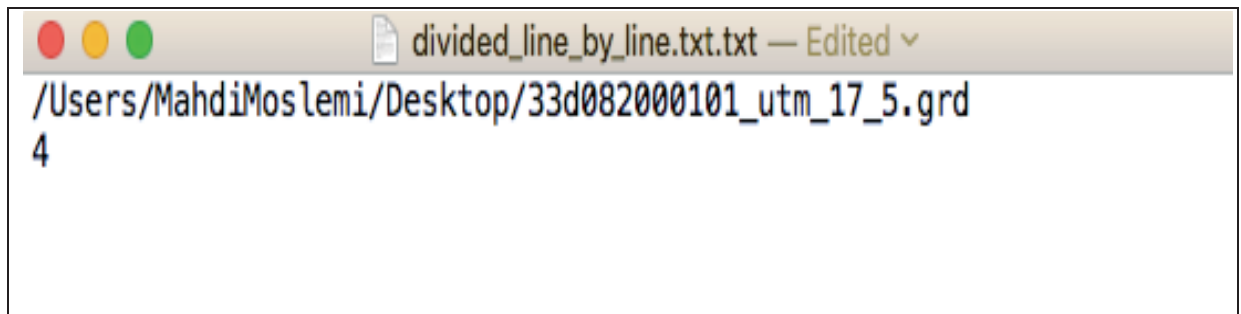 divided_line_by_line.txt.txt — Edited
/Users/MahdiMoslemi/Desktop/33d082000101_utm_17_5.grd
4